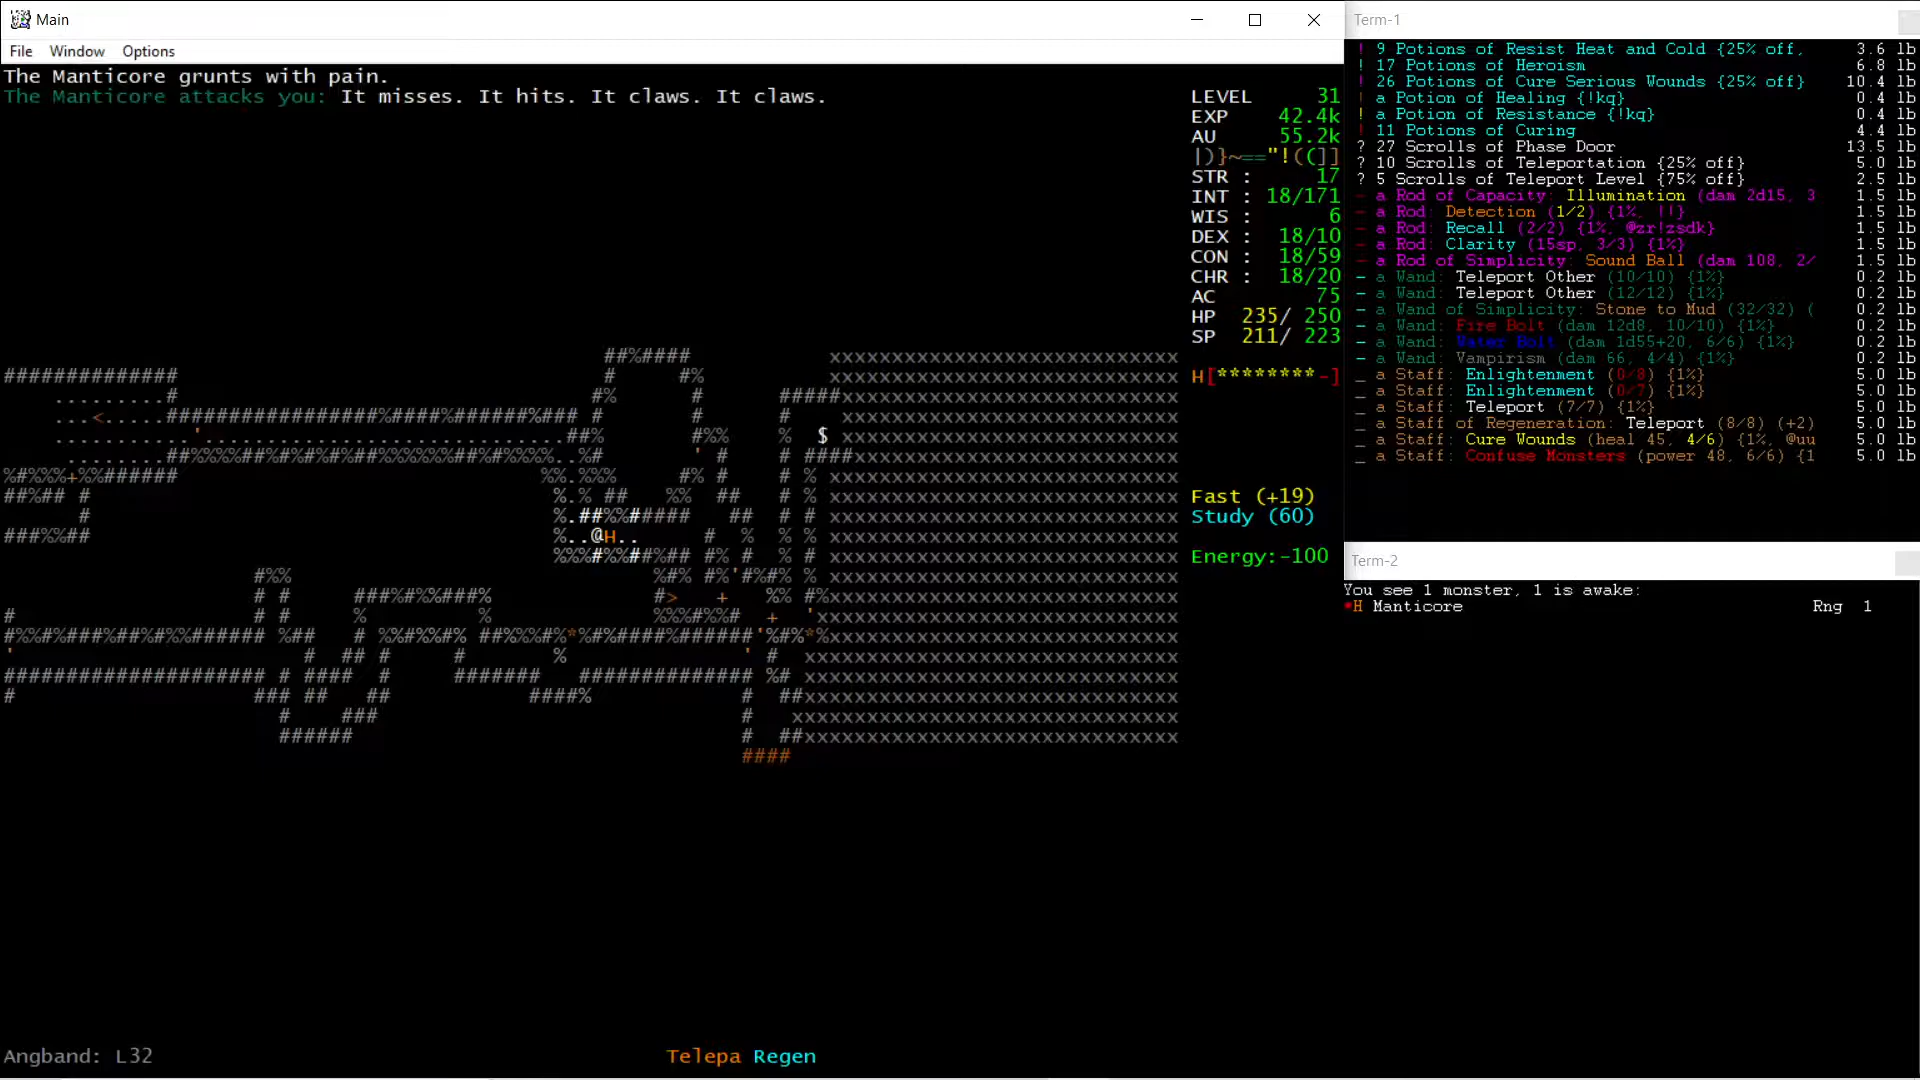 Main
File Window Options
The Manticore grunts with pain.
The Manticore attacks you: It misses. It hits. It claws. It claws.
LEVEL 31
EXP 42.4k
AU 55.2k
|)}~=="!((]]
STR : 17
INT : 18/171
WIS : 6
DEX : 18/10
CON : 18/59
CHR : 18/20
AC 75
HP 235/ 250
SP 211/ 223
H[********-]
Fast (+19)
Study (60)
Energy:-100
Angband: L32
Telepa Regen
Term-1
! 9 Potions of Resist Heat and Cold {25% off, 3.6 lb
! 17 Potions of Heroism 6.8 lb
! 26 Potions of Cure Serious Wounds {25% off} 10.4 lb
! a Potion of Healing {!kq} 0.4 lb
! a Potion of Resistance {!kq} 0.4 lb
! 11 Potions of Curing 4.4 lb
? 27 Scrolls of Phase Door 13.5 lb
? 10 Scrolls of Teleportation {25% off} 5.0 lb
? 5 Scrolls of Teleport Level {75% off} 2.5 lb
- a Rod of Capacity: Illumination (dam 2d15, 3 1.5 lb
- a Rod: Detection (1/2) {1%, !!} 1.5 lb
- a Rod: Recall (2/2) {1%, @zr!zsdk} 1.5 lb
- a Rod: Clarity (15sp, 3/3) {1%} 1.5 lb
- a Rod of Simplicity: Sound Ball (dam 108, 2/ 1.5 lb
- a Wand: Teleport Other (10/10) {1%} 0.2 lb
- a Wand: Teleport Other (12/12) {1%} 0.2 lb
- a Wand of Simplicity: Stone to Mud (32/32) ( 0.2 lb
- a Wand: Fire Bolt (dam 12d8, 10/10) {1%} 0.2 lb
- a Wand: Water Bolt (dam 1d55+20, 6/6) {1%} 0.2 lb
- a Wand: Vampirism (dam 66, 4/4) {1%} 0.2 lb
_ a Staff: Enlightenment (0/8) {1%} 5.0 lb
_ a Staff: Enlightenment (0/7) {1%} 5.0 lb
_ a Staff: Teleport (7/7) {1%} 5.0 lb
_ a Staff of Regeneration: Teleport (8/8) (+2) 5.0 lb
_ a Staff: Cure Wounds (heal 45, 4/6) {1%, @uu 5.0 lb
_ a Staff: Confuse Monsters (power 48, 6/6) {1 5.0 lb
Term-2
You see 1 monster, 1 is awake:
*H Manticore Rng 1